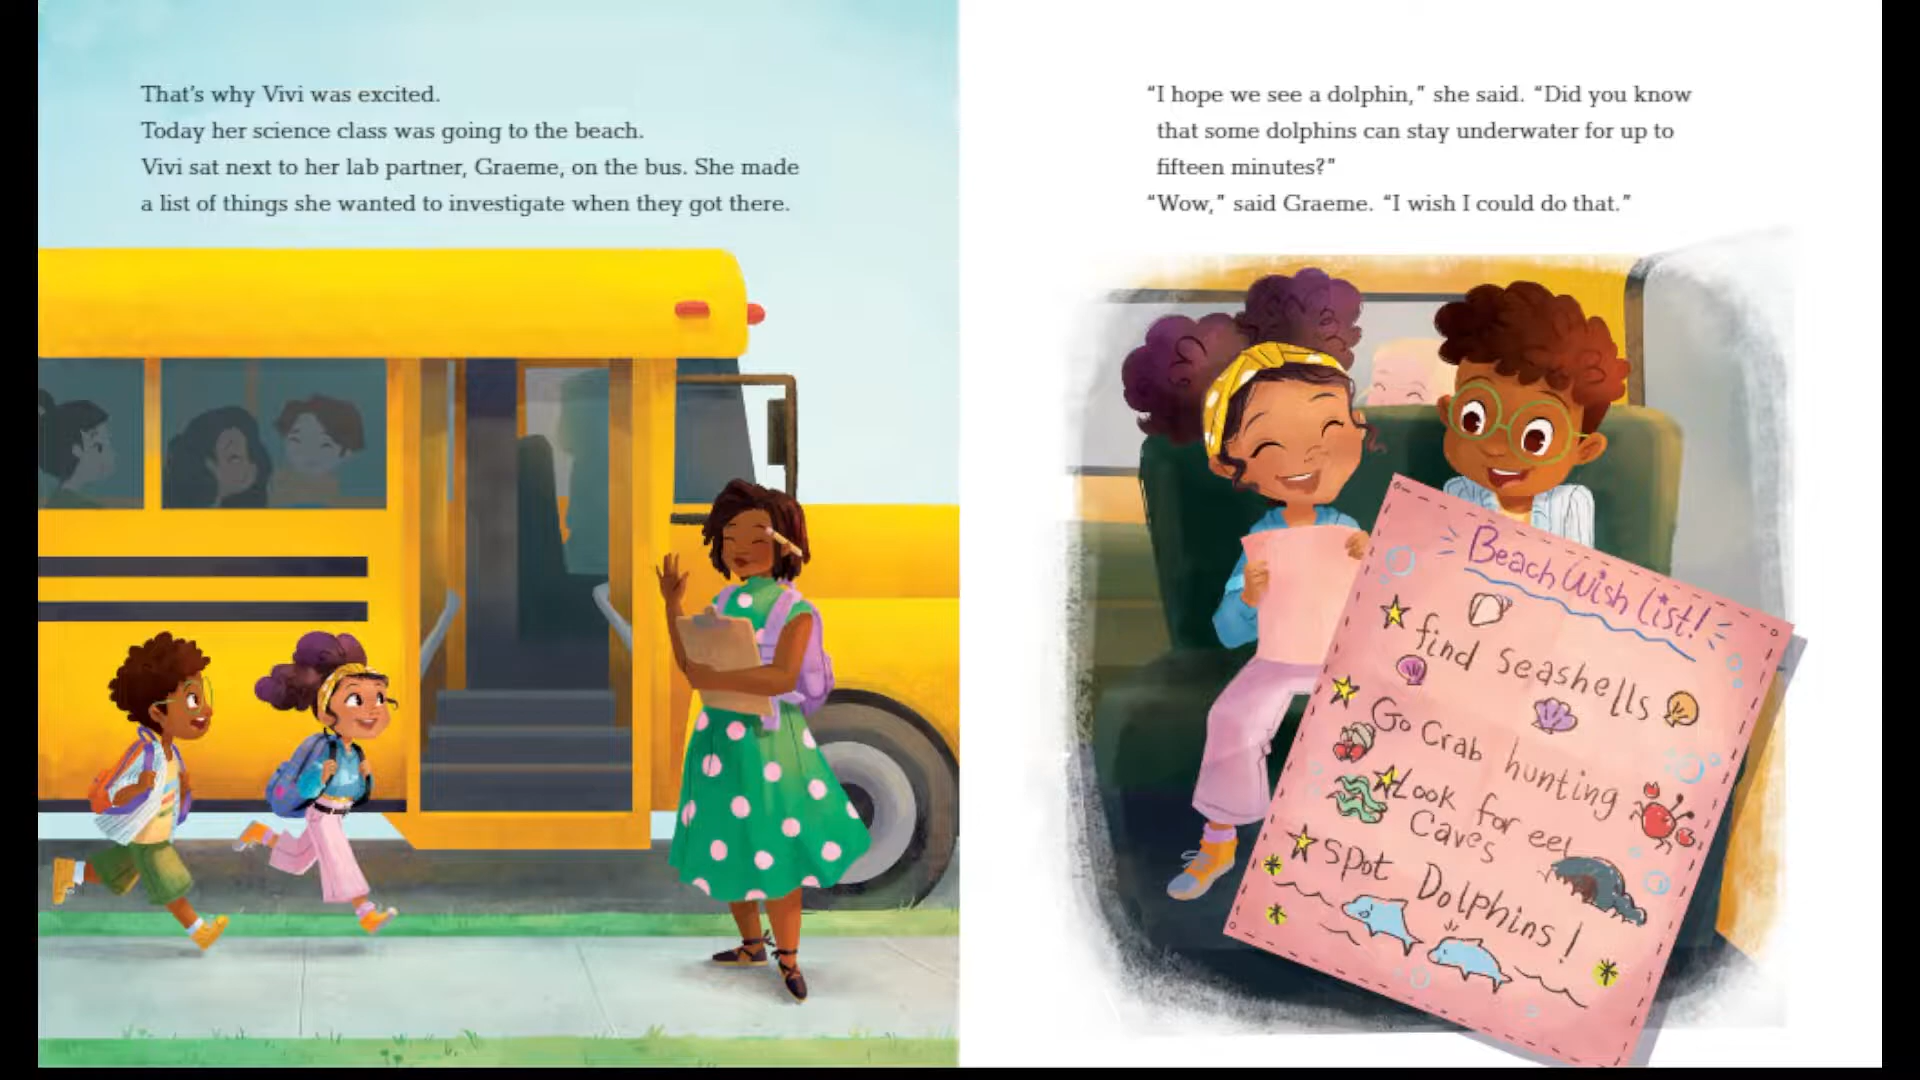 That's why Vivi was excited.
Today her science class was going to the beach.
Vivi sat next to her lab partner, Graeme, on the bus. She made
a list of things she wanted to investigate when they got there.
“I hope we see a dolphin,” she said. “Did you know
that some dolphins can stay underwater for up to
fifteen minutes?”
“Wow,” said Graeme. “I wish I could do that.”
Beach Wish List!
find seashells
Go Crab hunting
Look for eel
Caves
spot Dolphins!